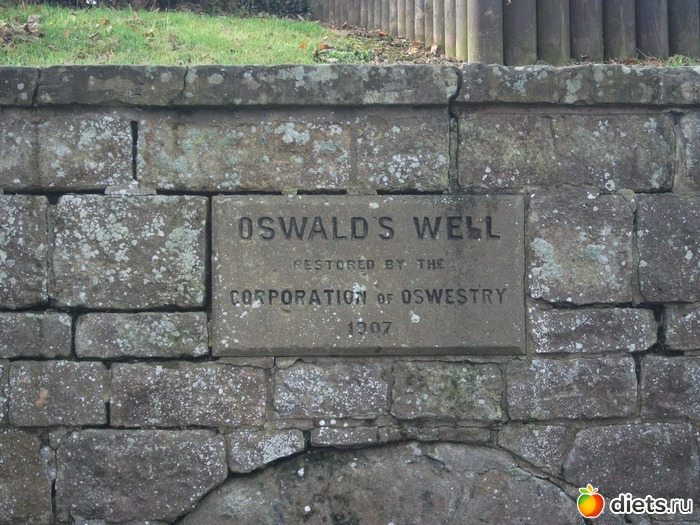 OSWALD'S WELL
RESTORED BY THE
CORPORATION OF OSWESTRY
1907
diets.ru